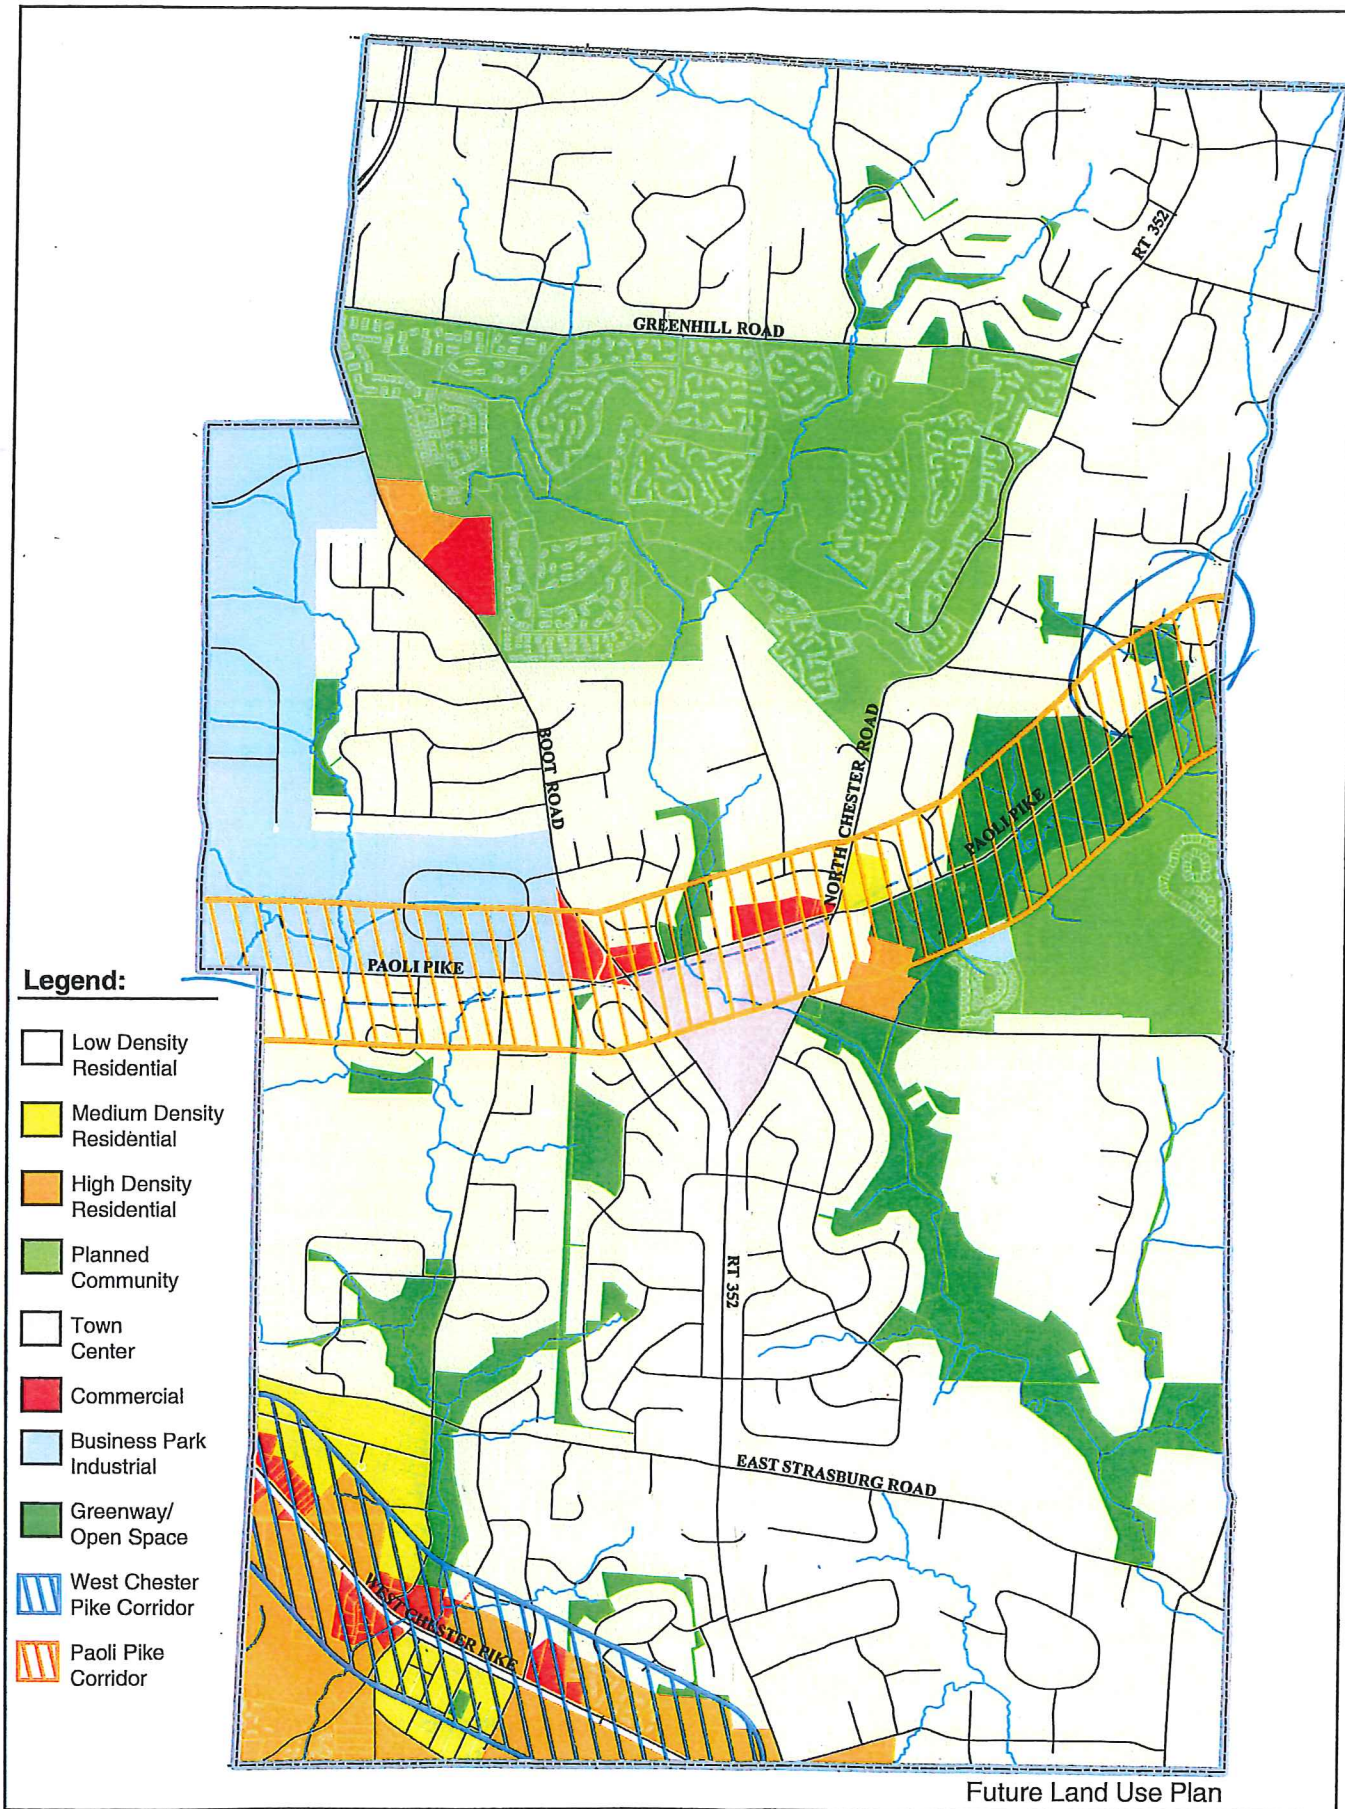 RT 352
GREENHILL ROAD
BOOT ROAD
NORTH CHESTER ROAD
PAOLI PIKE
PAOLI PIKE
RT 352
EAST STRASBURG ROAD
WEST CHESTER PIKE
Legend:
Low Density
Residential
Medium Density
Residential
High Density
Residential
Planned
Community
Town
Center
Commercial
Business Park
Industrial
Greenway/
Open Space
West Chester
Pike Corridor
Paoli Pike
Corridor
Future Land Use Plan